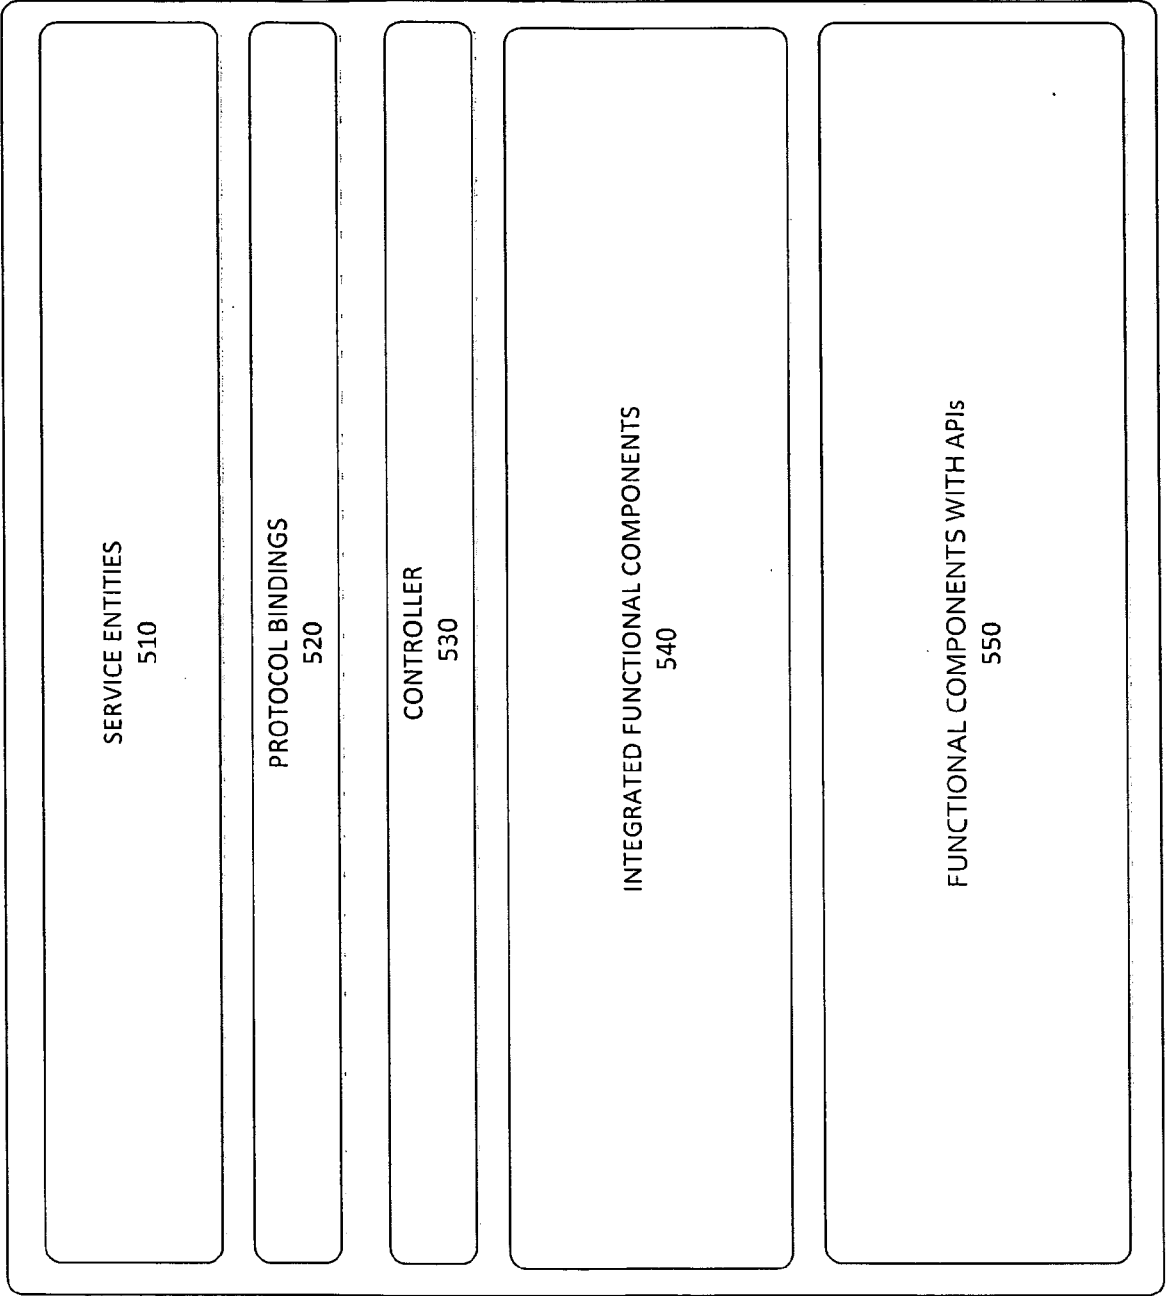 SERVICE ENTITIES
510
PROTOCOL BINDINGS
520
CONTROLLER
530
INTEGRATED FUNCTIONAL COMPONENTS
540
FUNCTIONAL COMPONENTS WITH APIs
550